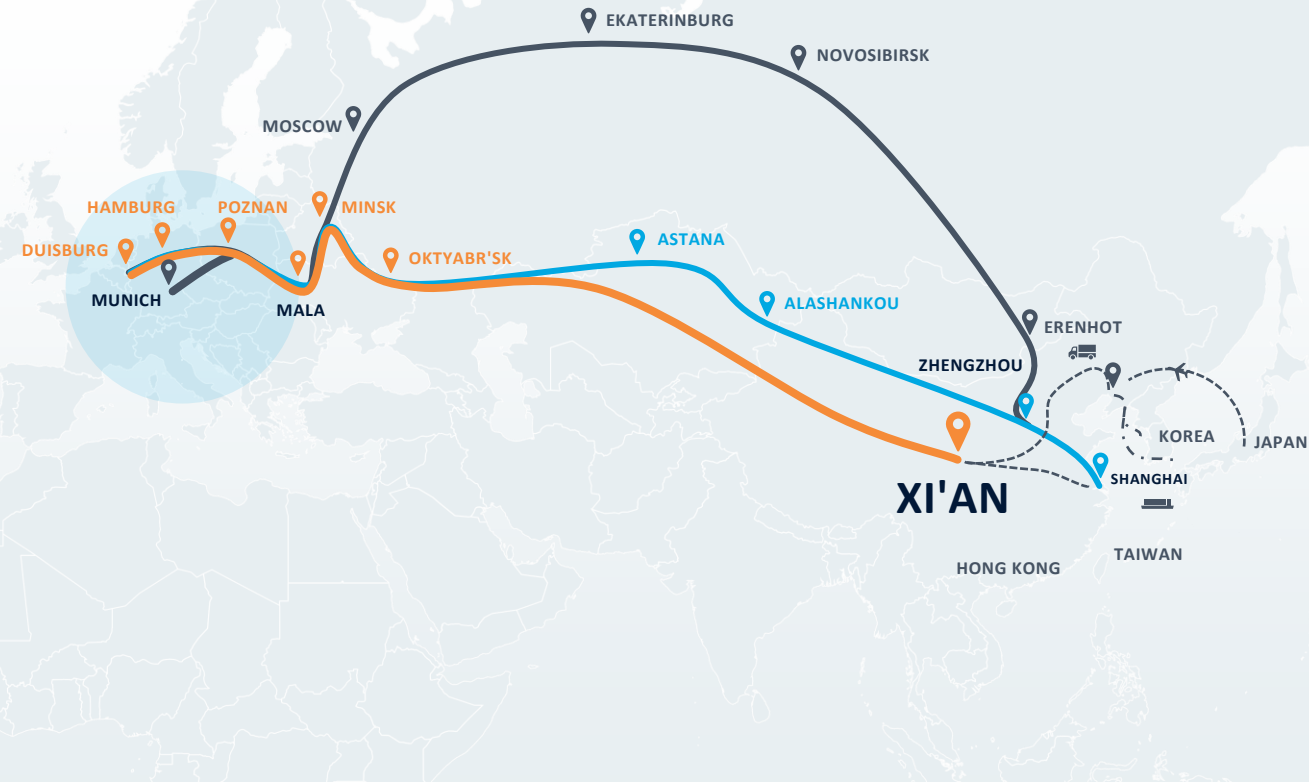 EKATERINBURG
NOVOSIBIRSK
MOSCOW
HAMBURG
POZNAN
MINSK
DUISBURG
OKTYABR'SK
ASTANA
MUNICH
MALA
ALASHANKOU
ERENHOT
ZHENGZHOU
KOREA
JAPAN
SHANGHAI
XI'AN
TAIWAN
HONG KONG